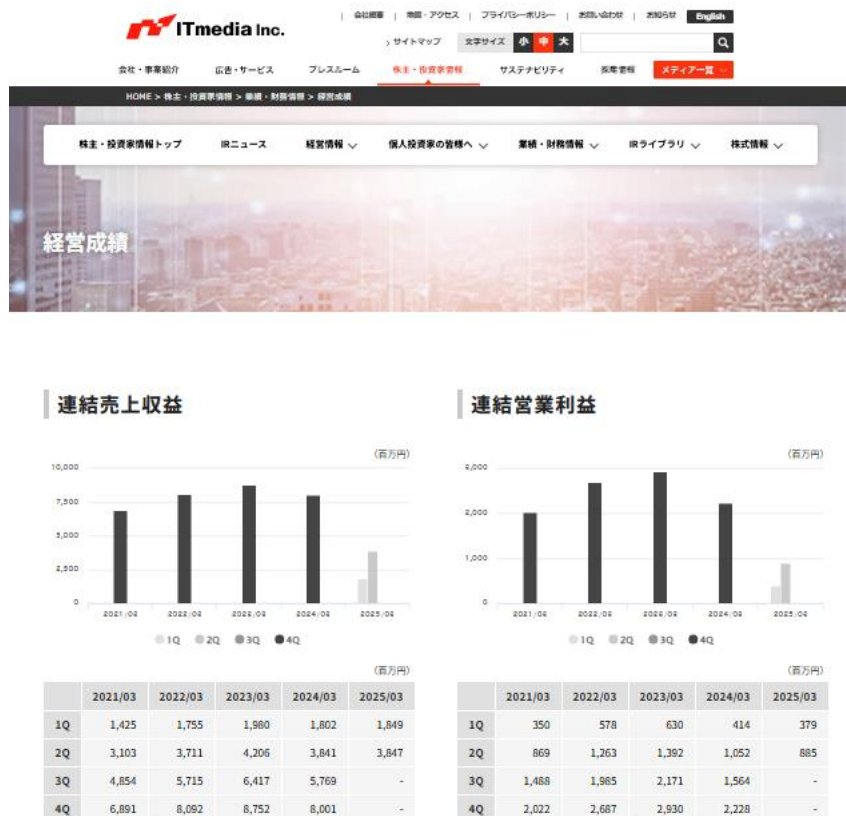 ITmedia Inc.
会社概要 | 地図・アクセス | プライバシーポリシー | お問い合わせ | お知らせ English
サイトマップ 文字サイズ 小 中 大
会社・事業紹介 広告・サービス プレスルーム 株主・投資家情報 サステナビリティ 採用情報 メディア一覧
HOME > 株主・投資家情報 > 業績・財務情報 > 経営成績
株主・投資家情報トップ IRニュース 経営情報 個人投資家の皆様へ 業績・財務情報 IRライブラリ 株式情報
経営成績
連結売上収益
(百万円)
10,000
7,500
5,000
2,500
0
2021/03 2022/03 2023/03 2024/03 2025/03
1Q 2Q 3Q 4Q
(百万円)
2021/03 2022/03 2023/03 2024/03 2025/03
1Q 1,425 1,755 1,980 1,802 1,849
2Q 3,103 3,711 4,206 3,841 3,847
3Q 4,854 5,715 6,417 5,769 -
4Q 6,891 8,092 8,752 8,001 -
連結営業利益
(百万円)
3,000
2,000
1,000
0
2021/03 2022/03 2023/03 2024/03 2025/03
1Q 2Q 3Q 4Q
(百万円)
2021/03 2022/03 2023/03 2024/03 2025/03
1Q 350 578 630 414 379
2Q 869 1,263 1,392 1,052 885
3Q 1,488 1,985 2,171 1,564 -
4Q 2,022 2,687 2,930 2,228 -